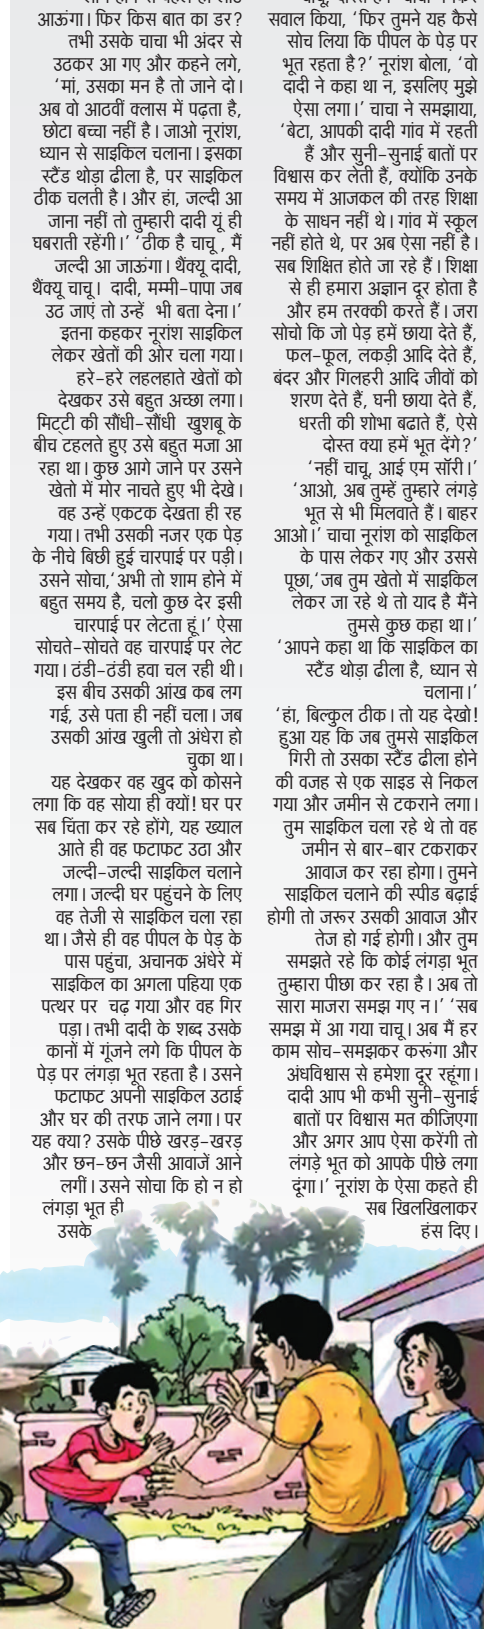 आऊंगा। फिर किस बात का डर?
तभी उसके चाचा भी अंदर से
उठकर आ गए और कहने लगे,
‘मां, उसका मन है तो जाने दो।
अब वो आठवीं क्लास में पढ़ता है,
छोटा बच्चा नहीं है। जाओ नूरांश,
ध्यान से साइकिल चलाना। इसका
स्टैंड थोड़ा ढीला है, पर साइकिल
ठीक चलती है। और हां, जल्दी आ
जाना नहीं तो तुम्हारी दादी यूं ही
घबराती रहेंगी।’ ‘ठीक है चाचू , मैं
जल्दी आ जाऊंगा। थैंक्यू दादी,
थैंक्यू चाचू। दादी, मम्मी-पापा जब
उठ जाएं तो उन्हें भी बता देना।’
इतना कहकर नूरांश साइकिल
लेकर खेतों की ओर चला गया।
हरे-हरे लहलहाते खेतों को
देखकर उसे बहुत अच्छा लगा।
मिट्टी की सौंधी-सौंधी खुशबू के
बीच टहलते हुए उसे बहुत मजा आ
रहा था। कुछ आगे जाने पर उसने
खेतो में मोर नाचते हुए भी देखे।
वह उन्हें एकटक देखता ही रह
गया। तभी उसकी नजर एक पेड़
के नीचे बिछी हुई चारपाई पर पड़ी।
उसने सोचा,‘अभी तो शाम होने में
बहुत समय है, चलो कुछ देर इसी
चारपाई पर लेटता हूं।’ ऐसा
सोचते-सोचते वह चारपाई पर लेट
गया। ठंडी-ठंडी हवा चल रही थी।
इस बीच उसकी आंख कब लग
गई, उसे पता ही नहीं चला। जब
उसकी आंख खुली तो अंधेरा हो
चुका था।
यह देखकर वह खुद को कोसने
लगा कि वह सोया ही क्यों! घर पर
सब चिंता कर रहे होंगे, यह ख्याल
आते ही वह फटाफट उठा और
जल्दी-जल्दी साइकिल चलाने
लगा। जल्दी घर पहुंचने के लिए
वह तेजी से साइकिल चला रहा
था। जैसे ही वह पीपल के पेड़ के
पास पहुंचा, अचानक अंधेरे में
साइकिल का अगला पहिया एक
पत्थर पर चढ़ गया और वह गिर
पड़ा। तभी दादी के शब्द उसके
कानों में गूंजने लगे कि पीपल के
पेड़ पर लंगड़ा भूत रहता है। उसने
फटाफट अपनी साइकिल उठाई
और घर की तरफ जाने लगा। पर
यह क्या? उसके पीछे खरड़-खरड़
और छन-छन जैसी आवाजें आने
लगीं। उसने सोचा कि हो न हो
लंगड़ा भूत ही
उसके
सवाल किया, ‘फिर तुमने यह कैसे
सोच लिया कि पीपल के पेड़ पर
भूत रहता है?’ नूरांश बोला, ‘वो
दादी ने कहा था न, इसलिए मुझे
ऐसा लगा।’ चाचा ने समझाया,
‘बेटा, आपकी दादी गांव में रहती
हैं और सुनी-सुनाई बातों पर
विश्वास कर लेती हैं, क्योंकि उनके
समय में आजकल की तरह शिक्षा
के साधन नहीं थे। गांव में स्कूल
नहीं होते थे, पर अब ऐसा नहीं है।
सब शिक्षित होते जा रहे हैं। शिक्षा
से ही हमारा अज्ञान दूर होता है
और हम तरक्की करते हैं। जरा
सोचो कि जो पेड़ हमें छाया देते हैं,
फल-फूल, लकड़ी आदि देते हैं,
बंदर और गिलहरी आदि जीवों को
शरण देते हैं, घनी छाया देते हैं,
धरती की शोभा बढाते हैं, ऐसे
दोस्त क्या हमें भूत देंगे?’
‘नहीं चाचू, आई एम सॉरी।’
‘आओ, अब तुम्हें तुम्हारे लंगड़े
भूत से भी मिलवाते हैं। बाहर
आओ।’ चाचा नूरांश को साइकिल
के पास लेकर गए और उससे
पूछा,‘जब तुम खेतो में साइकिल
लेकर जा रहे थे तो याद है मैंने
तुमसे कुछ कहा था।’
‘आपने कहा था कि साइकिल का
स्टैंड थोड़ा ढीला है, ध्यान से
चलाना।’
‘हां, बिल्कुल ठीक। तो यह देखो!
हुआ यह कि जब तुमसे साइकिल
गिरी तो उसका स्टैंड ढीला होने
की वजह से एक साइड से निकल
गया और जमीन से टकराने लगा।
तुम साइकिल चला रहे थे तो वह
जमीन से बार-बार टकराकर
आवाज कर रहा होगा। तुमने
साइकिल चलाने की स्पीड बढ़ाई
होगी तो जरूर उसकी आवाज और
तेज हो गई होगी। और तुम
समझते रहे कि कोई लंगड़ा भूत
तुम्हारा पीछा कर रहा है। अब तो
सारा माजरा समझ गए न।’ ‘सब
समझ में आ गया चाचू। अब मैं हर
काम सोच-समझकर करूंगा और
अंधविश्वास से हमेशा दूर रहूंगा।
दादी आप भी कभी सुनी-सुनाई
बातों पर विश्वास मत कीजिएगा
और अगर आप ऐसा करेंगी तो
लंगड़े भूत को आपके पीछे लगा
दूंगा।’ नूरांश के ऐसा कहते ही
सब खिलखिलाकर
हंस दिए।